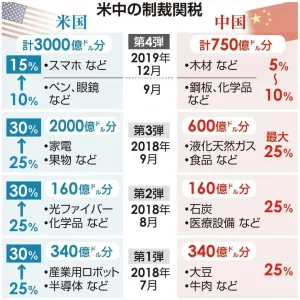 米中の制裁関税
米国
中国
計3000億ドル分
第4弾
計750億ドル分
15%
10%
•スマホ など
•ペン、眼鏡
など
2019年
12月
9月
•木材 など
•鋼板、化学品
など
5%
〜
10%
30%
25%
2000億ドル分
•家電
•果物 など
第3弾
2018年
9月
600億ドル分
•液化天然ガス
•食品 など
最大
25%
30%
25%
160億ドル分
•光ファイバー
•化学品 など
第2弾
2018年
8月
160億ドル分
•石炭
•医療設備 など
25%
30%
25%
340億ドル分
•産業用ロボット
•半導体 など
第1弾
2018年
7月
340億ドル分
•大豆
•牛肉 など
25%